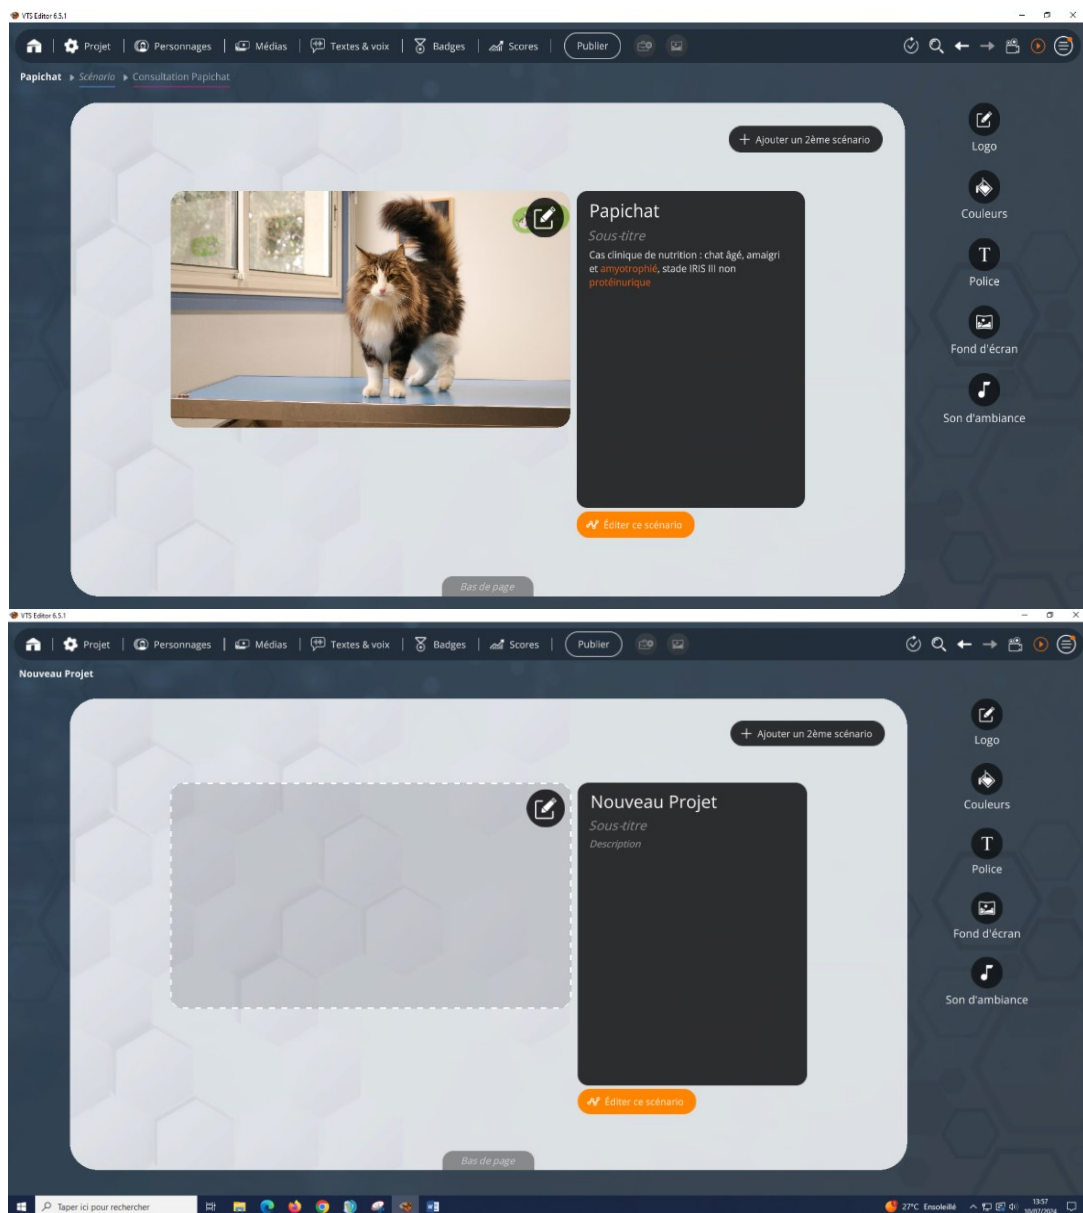 VTS Editor 6.5.1
Projet Personnages Médias Textes & voix Badges Scores Publier
Papichat Scénario Consultation Papichat
Ajouter un 2ème scénario
Logo
Papichat
Sous-titre
Cas clinique de nutrition : chat âgé, amaigri
et amyotrophié, stade IRIS III non
protéinurique
Couleurs
T
Police
Fond d'écran
Son d'ambiance
Éditer ce scénario
Bas de page
VTS Editor 6.5.1
Projet Personnages Médias Textes & voix Badges Scores Publier
Nouveau Projet
Ajouter un 2ème scénario
Logo
Nouveau Projet
Sous-titre
Description
Couleurs
T
Police
Fond d'écran
Son d'ambiance
Éditer ce scénario
Bas de page
Taper ici pour rechercher
27°C Ensoleillé
13:57
10/07/2024